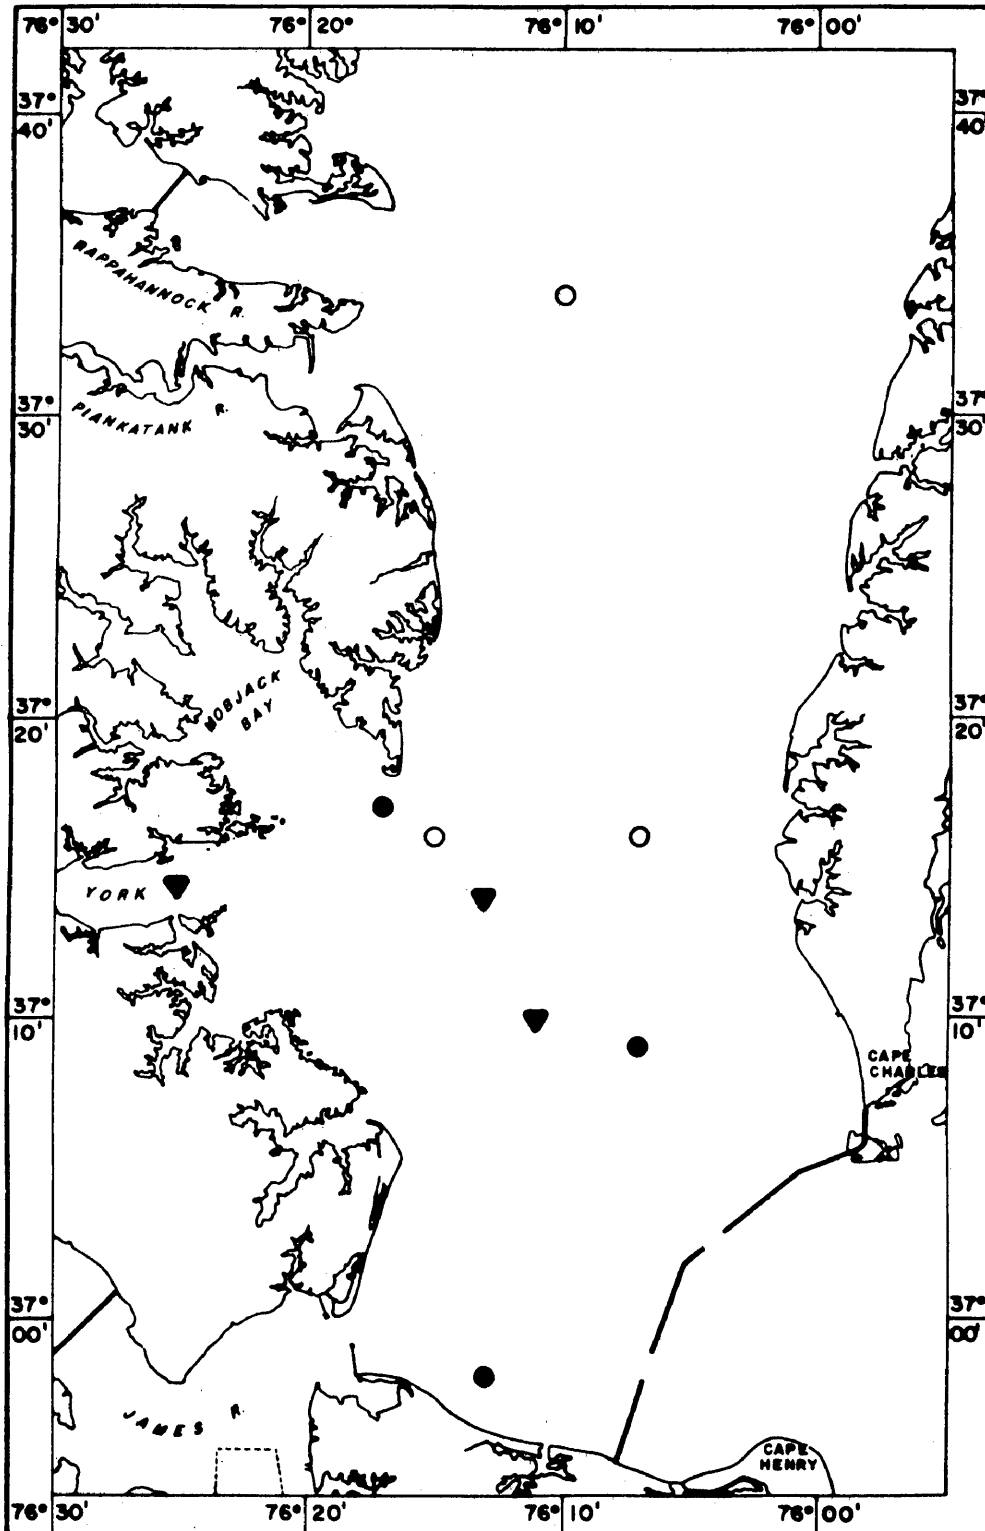 76° 30' 76° 20' 76° 10' 76° 00'
37° 37°
40' 40'
RAPPAHANNOCK R.
37° 37°
30' 30'
PIANKATANK R.
MOBJACK
BAY
37° 37°
20' 20'
YORK
37° 37°
10' 10'
CAPE
CHARLES
37° 37°
00' 00'
JAMES R.
CAPE
HENRY
76° 30' 76° 20' 76° 10' 76° 00'